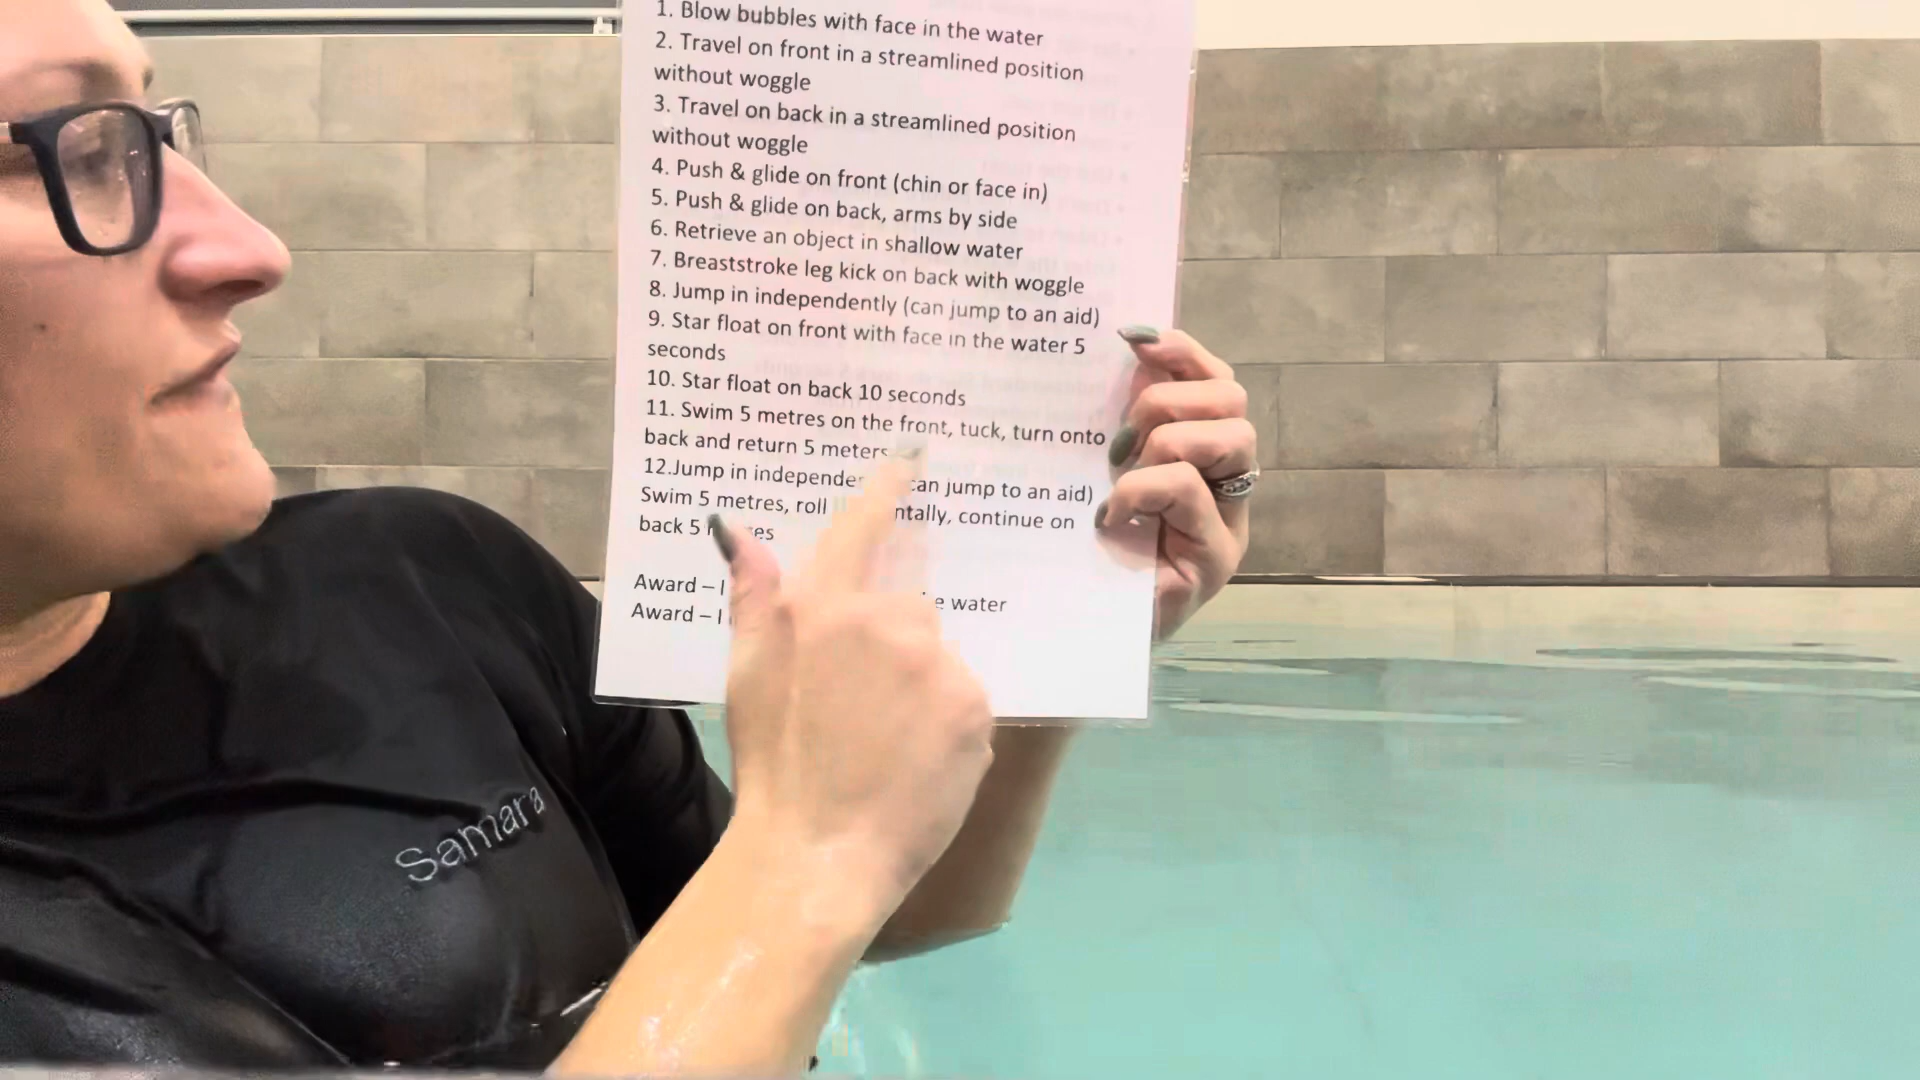 1. Blow bubbles with face in the water
2. Travel on front in a streamlined position
without woggle
3. Travel on back in a streamlined position
without woggle
4. Push & glide on front (chin or face in)
5. Push & glide on back, arms by side
6. Retrieve an object in shallow water
7. Breaststroke leg kick on back with woggle
8. Jump in independently (can jump to an aid)
9. Star float on front with face in the water 5
seconds
10. Star float on back 10 seconds
11. Swim 5 metres on the front, tuck, turn onto
back and return 5 meters
12.Jump in can jump to an aid)
Swim 5 metres, roll continue on
back 5
Award – I water
Award – I
Samara